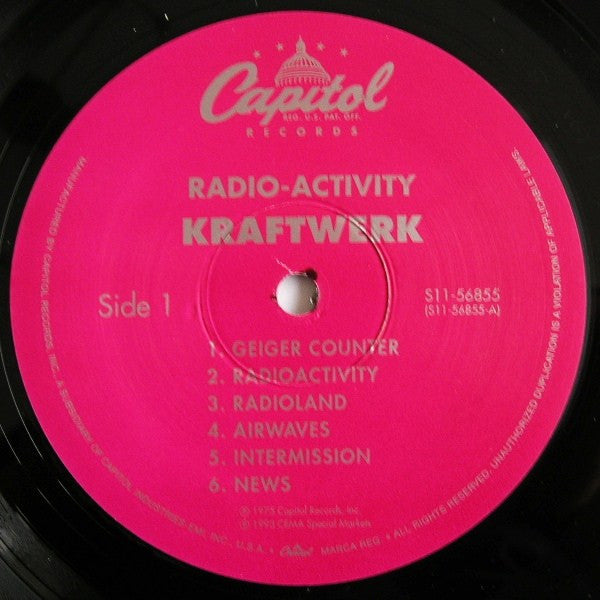 Capitol
REG. U.S. PAT. OFF.
RECORDS
RADIO-ACTIVITY
KRAFTWERK
Side 1
S11-56855
(S11-56855-A)
1. GEIGER COUNTER
2. RADIOACTIVITY
3. RADIOLAND
4. AIRWAVES
5. INTERMISSION
6. NEWS
℗ 1975 Capitol Records, Inc.
© 1993 CEMA Special Markets
MANUFACTURED BY CAPITOL RECORDS, INC., A SUBSIDIARY OF CAPITOL INDUSTRIES-EMI, INC., U.S.A. • Capitol MARCA REG. • ALL RIGHTS RESERVED. UNAUTHORIZED DUPLICATION IS A VIOLATION OF APPLICABLE LAWS.